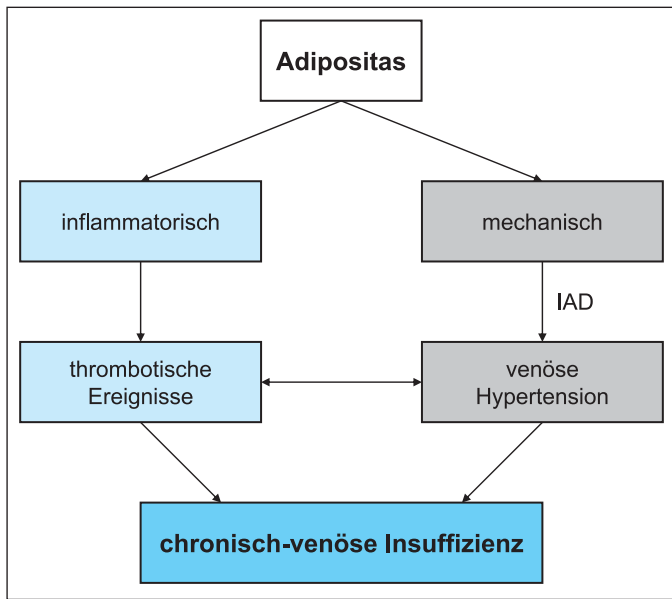 Adipositas
inflammatorisch
mechanisch
IAD
thrombotische
Ereignisse
venöse
Hypertension
chronisch-venöse Insuffizienz